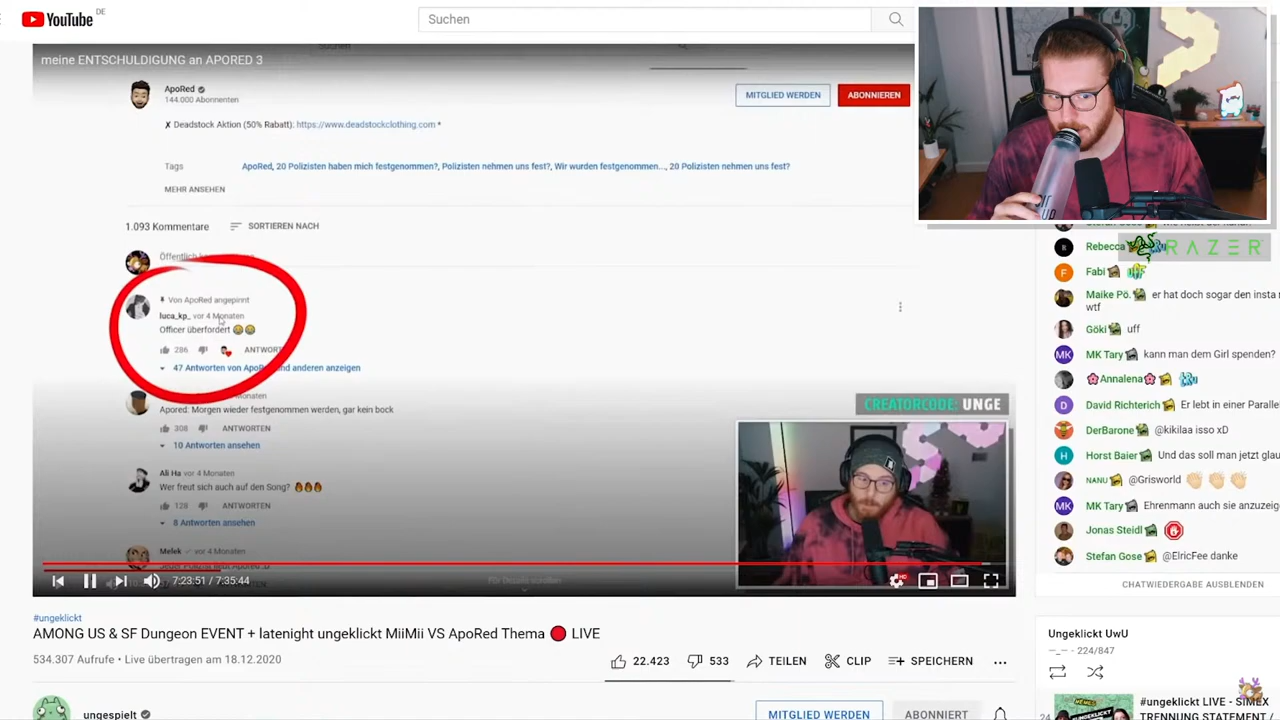 YouTube DE
Suchen
meine ENTSCHULDIGUNG an APORED 3
ApoRed
144.000 Abonnenten
MITGLIED WERDEN
ABONNIEREN
✗ Deadstock Aktion (50% Rabatt): https://www.deadstockclothing.com *
Tags
ApoRed, 20 Polizisten haben mich festgenommen?, Polizisten nehmen uns fest?, Wir wurden festgenommen..., 20 Polizisten nehmen uns fest?
MEHR ANSEHEN
1.093 Kommentare
SORTIEREN NACH
Von ApoRed angepinnt
luca_kp_ vor 4 Monaten
Officer überfordert 😂😂
286
47 Antworten von ApoRed und anderen anzeigen
Apored: Morgen wieder festgenommen werden, gar kein bock
308 ANTWORTEN
10 Antworten ansehen
Ali Ha vor 4 Monaten
Wer freut sich auch auf den Song? 🔥🔥🔥
128 ANTWORTEN
8 Antworten ansehen
Melek vor 4 Monaten
CREATORCODE: UNGE
7:23:51 / 7:35:44
Für Details scrollen
#ungeklickt
AMONG US & SF Dungeon EVENT + latenight ungeklickt MiiMii VS ApoRed Thema 🔴 LIVE
534.307 Aufrufe • Live übertragen am 18.12.2020
22.423
533
TEILEN
CLIP
SPEICHERN
ungespielt
MITGLIED WERDEN
ABONNIERT
Rebecca
RAZER
Fabi uff
Maike Pö. er hat doch sogar den insta
wtf
Göki uff
MK Tary kann man dem Girl spenden?
🌸Annalena🌸
David Richterich Er lebt in einer Paralle
DerBarone @kikilaa isso xD
Horst Baier Und das soll man jetzt glau
NANU @Grisworld 👏🏻👏🏻👏🏻
MK Tary Ehrenmann auch sie anzuzeige
Jonas Steidl
Stefan Gose @ElricFee danke
CHATWIEDERGABE AUSBLENDEN
Ungeklickt UwU
—_— - 224/847
24
#ungeklickt LIVE - SIMEX
TRENNUNG STATEMENT